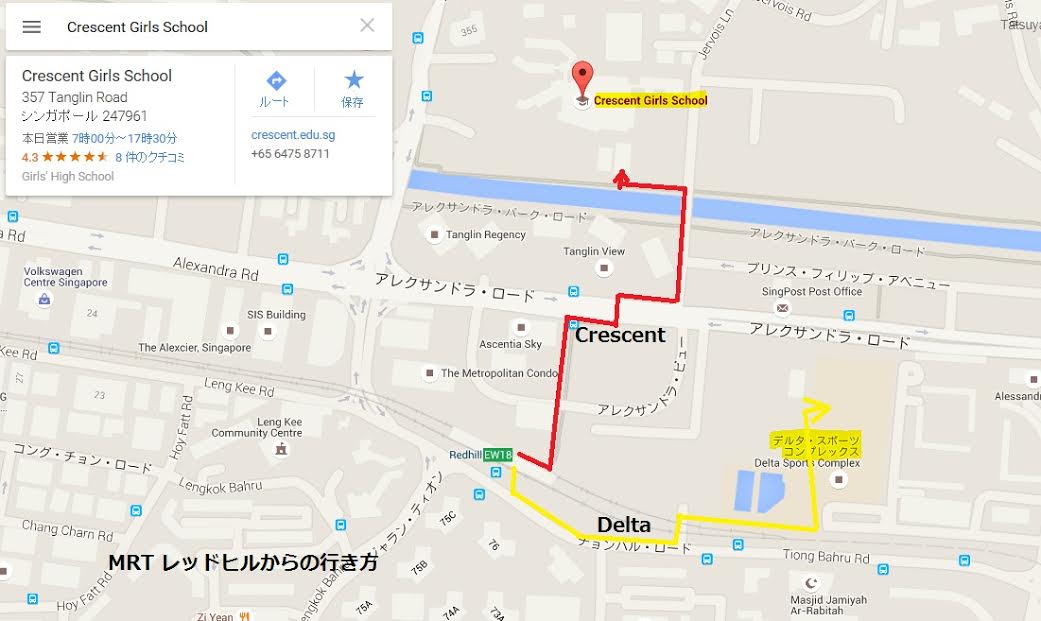 Crescent Girls School
Crescent Girls School
357 Tanglin Road
シンガポール 247961
本日営業 7時00分～17時30分
4.3 8 件のクチコミ
Girls' High School
ルート
保存
crescent.edu.sg
+65 6475 8711
355
Jervois Ln
Jervois Rd
Tatsuya
Crescent Girls School
アレクサンドラ・パーク・ロード
アレクサンドラ・パーク・ロード
Tanglin Regency
Tanglin View
a Rd
Alexandra Rd
アレクサンドラ・ロード
プリンス・フィリップ・アベニュー
SingPost Post Office
Volkswagen
Centre Singapore
24
SIS Building
The Alexcier, Singapore
Crescent
アレクサンドラ・ロード
Ascentia Sky
The Metropolitan Condo
アレクサンドラ・ビュー
Kee Rd
Leng Kee Rd
27
23
Hoy Fatt Rd
Leng Kee
Community Centre
Alessand
Redhill EW18
デルタ・スポーツ
コンプレックス
Delta Sports Complex
コング・チョン・ロード
Lengkok Bahru
ジャラン・ティオン
75C
76
75B
75A
74A
73A
Chang Charn Rd
Delta
チョンバル・ロード
Tiong Bahru Rd
MRT レッドヒルからの行き方
Hoy Fatt Rd
engkok Bahru
Zi Yean
Masjid Jamiyah
Ar-Rabitah